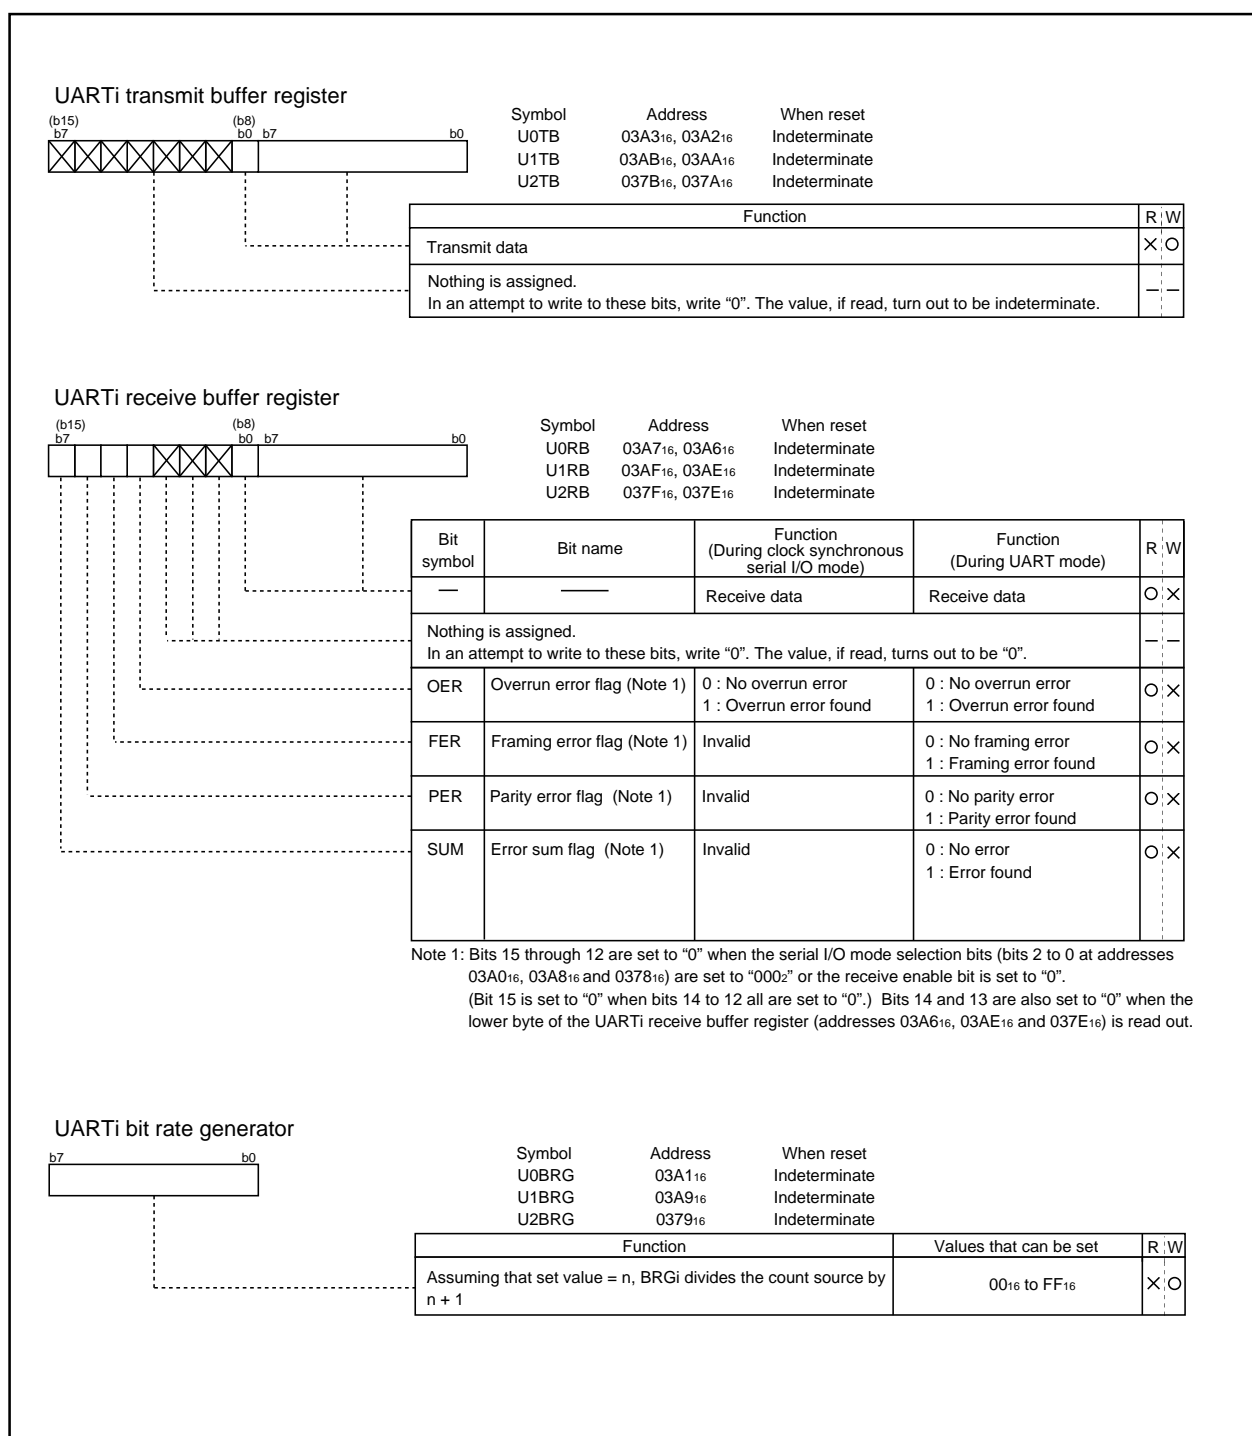 UARTi transmit buffer register
(b15) (b8)
b7 b0 b7 b0
Symbol Address When reset
U0TB 03A3₁₆, 03A2₁₆ Indeterminate
U1TB 03AB₁₆, 03AA₁₆ Indeterminate
U2TB 037B₁₆, 037A₁₆ Indeterminate
Function R W
Transmit data
Nothing is assigned.
In an attempt to write to these bits, write “0”. The value, if read, turn out to be indeterminate.
UARTi receive buffer register
(b15) (b8)
b7 b0 b7 b0
Symbol Address When reset
U0RB 03A7₁₆, 03A6₁₆ Indeterminate
U1RB 03AF₁₆, 03AE₁₆ Indeterminate
U2RB 037F₁₆, 037E₁₆ Indeterminate
Bit symbol Bit name Function (During clock synchronous serial I/O mode) Function (During UART mode) R W
Receive data Receive data
Nothing is assigned.
In an attempt to write to these bits, write “0”. The value, if read, turns out to be “0”.
OER Overrun error flag (Note 1) 0 : No overrun error 0 : No overrun error
1 : Overrun error found 1 : Overrun error found
FER Framing error flag (Note 1) Invalid 0 : No framing error
1 : Framing error found
PER Parity error flag (Note 1) Invalid 0 : No parity error
1 : Parity error found
SUM Error sum flag (Note 1) Invalid 0 : No error
1 : Error found
Note 1: Bits 15 through 12 are set to “0” when the serial I/O mode selection bits (bits 2 to 0 at addresses
03A0₁₆, 03A8₁₆ and 0378₁₆) are set to “000₂” or the receive enable bit is set to “0”.
(Bit 15 is set to “0” when bits 14 to 12 all are set to “0”.) Bits 14 and 13 are also set to “0” when the
lower byte of the UARTi receive buffer register (addresses 03A6₁₆, 03AE₁₆ and 037E₁₆) is read out.
UARTi bit rate generator
b7 b0
Symbol Address When reset
U0BRG 03A1₁₆ Indeterminate
U1BRG 03A9₁₆ Indeterminate
U2BRG 0379₁₆ Indeterminate
Function Values that can be set R W
Assuming that set value = n, BRGi divides the count source by 00₁₆ to FF₁₆
n + 1